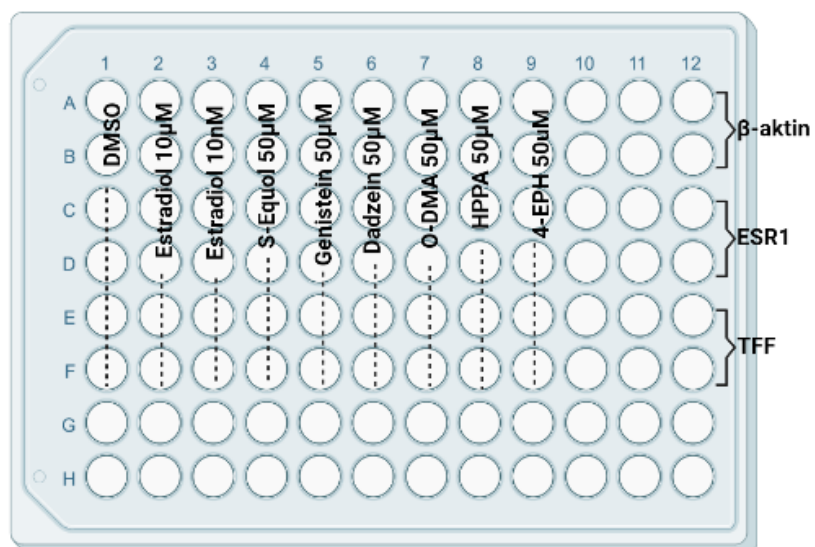 1 2 3 4 5 6 7 8 9 10 11 12
A
B
C
D
E
F
G
H
DMSO
Estradiol 10µM
Estradiol 10nM
S-Equol 50µM
Genistein 50µM
Dadzein 50µM
O-DMA 50µM
HPPA 50µM
4-EPH 50uM
β-aktin
ESR1
TFF